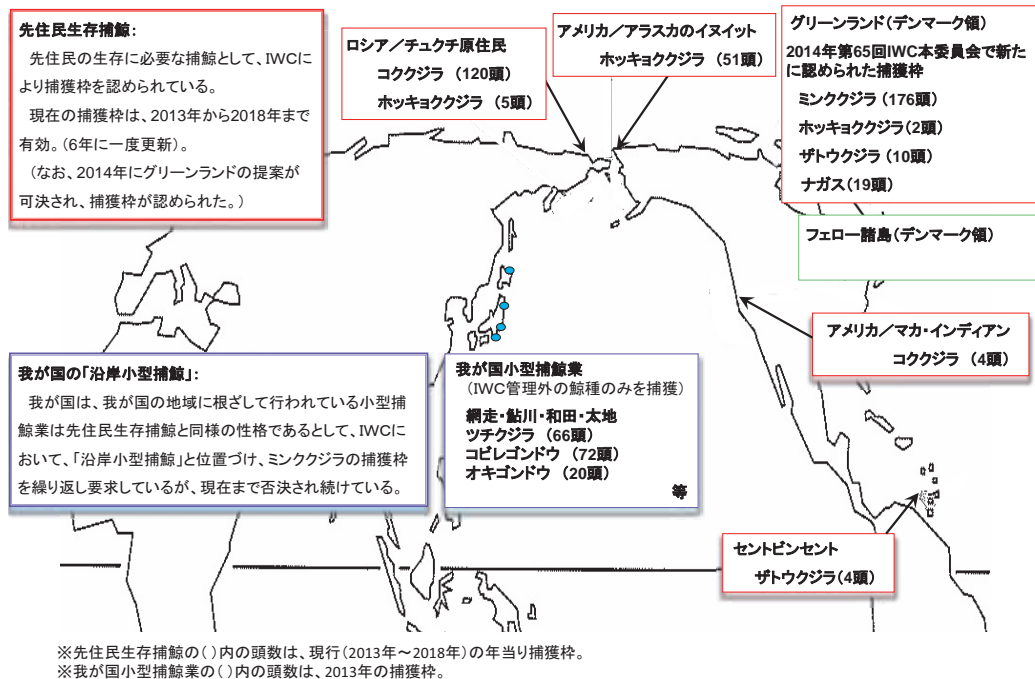 先住民生存捕鯨：
先住民の生存に必要な捕鯨として、IWCに
より捕獲枠を認められている。
現在の捕獲枠は、2013年から2018年まで
有効。（6年に一度更新）。
（なお、2014年にグリーンランドの提案が
可決され、捕獲枠が認められた。）
ロシア／チュクチ原住民
コククジラ （120頭）
ホッキョククジラ （5頭）
アメリカ／アラスカのイヌイット
ホッキョククジラ （51頭）
グリーンランド（デンマーク領）
2014年第65回IWC本委員会で新た
に認められた捕獲枠
ミンククジラ（176頭）
ホッキョククジラ（2頭）
ザトウクジラ（10頭）
ナガス（19頭）
フェロー諸島（デンマーク領）
アメリカ／マカ・インディアン
コククジラ （4頭）
我が国の「沿岸小型捕鯨」：
我が国は、我が国の地域に根ざして行われている小型捕
鯨業は先住民生存捕鯨と同様の性格であるとして、IWCに
おいて、「沿岸小型捕鯨」と位置づけ、ミンククジラの捕獲枠
を繰り返し要求しているが、現在まで否決され続けている。
我が国小型捕鯨業
（IWC管理外の鯨種のみを捕獲）
網走・鮎川・和田・太地
ツチクジラ （66頭）
コビレゴンドウ （72頭）
オキゴンドウ （20頭）
等
セントビンセント
ザトウクジラ（4頭）
※先住民生存捕鯨の（ ）内の頭数は、現行（2013年～2018年）の年当り捕獲枠。
※我が国小型捕鯨業の（ ）内の頭数は、2013年の捕獲枠。